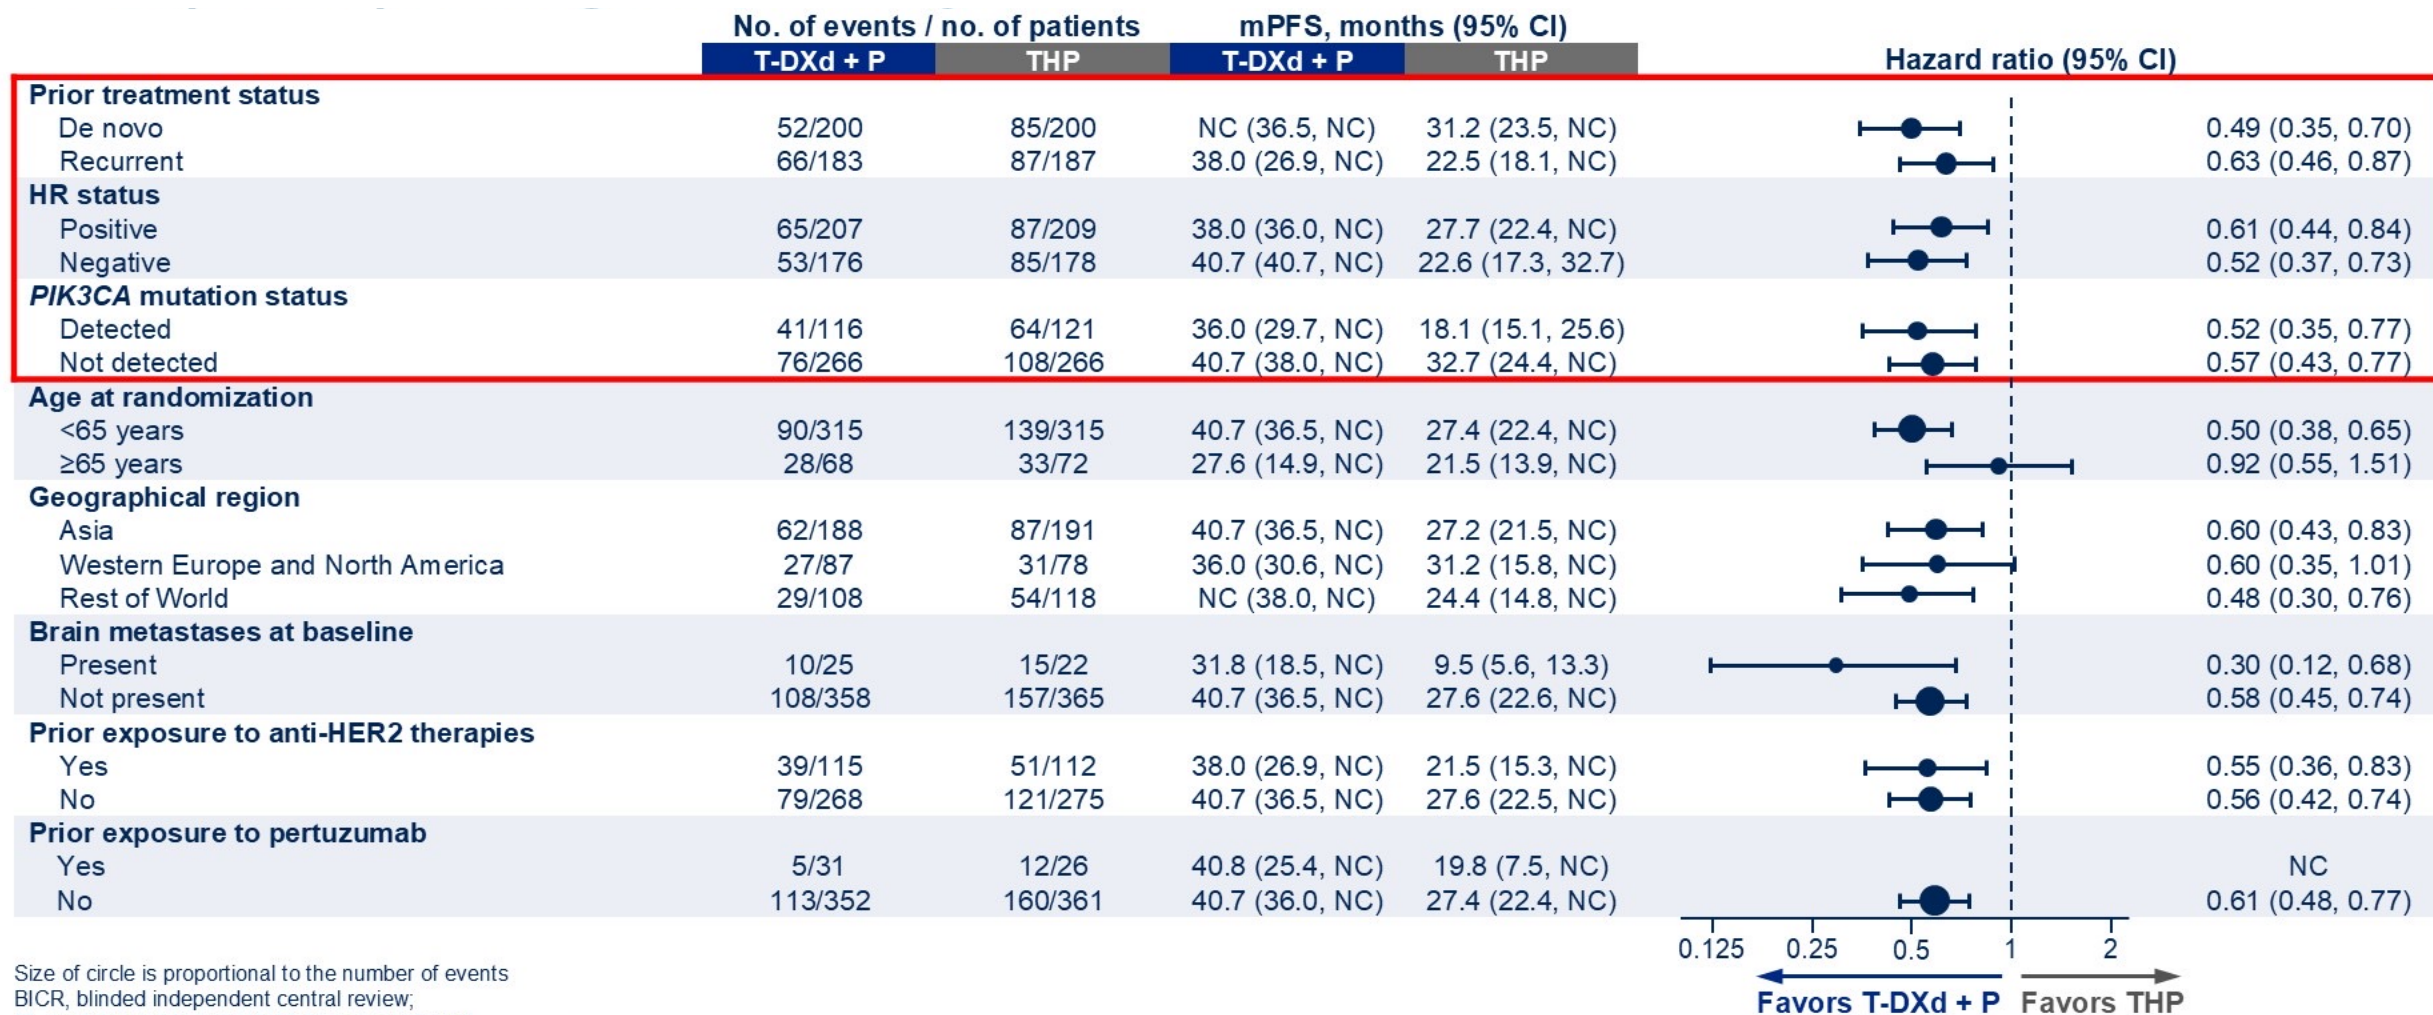 No. of events / no. of patients mPFS, months (95% CI)
T-DXd + P THP T-DXd + P THP Hazard ratio (95% CI)
Prior treatment status
De novo 52/200 85/200 NC (36.5, NC) 31.2 (23.5, NC) 0.49 (0.35, 0.70)
Recurrent 66/183 87/187 38.0 (26.9, NC) 22.5 (18.1, NC) 0.63 (0.46, 0.87)
HR status
Positive 65/207 87/209 38.0 (36.0, NC) 27.7 (22.4, NC) 0.61 (0.44, 0.84)
Negative 53/176 85/178 40.7 (40.7, NC) 22.6 (17.3, 32.7) 0.52 (0.37, 0.73)
PIK3CA mutation status
Detected 41/116 64/121 36.0 (29.7, NC) 18.1 (15.1, 25.6) 0.52 (0.35, 0.77)
Not detected 76/266 108/266 40.7 (38.0, NC) 32.7 (24.4, NC) 0.57 (0.43, 0.77)
Age at randomization
<65 years 90/315 139/315 40.7 (36.5, NC) 27.4 (22.4, NC) 0.50 (0.38, 0.65)
≥65 years 28/68 33/72 27.6 (14.9, NC) 21.5 (13.9, NC) 0.92 (0.55, 1.51)
Geographical region
Asia 62/188 87/191 40.7 (36.5, NC) 27.2 (21.5, NC) 0.60 (0.43, 0.83)
Western Europe and North America 27/87 31/78 36.0 (30.6, NC) 31.2 (15.8, NC) 0.60 (0.35, 1.01)
Rest of World 29/108 54/118 NC (38.0, NC) 24.4 (14.8, NC) 0.48 (0.30, 0.76)
Brain metastases at baseline
Present 10/25 15/22 31.8 (18.5, NC) 9.5 (5.6, 13.3) 0.30 (0.12, 0.68)
Not present 108/358 157/365 40.7 (36.5, NC) 27.6 (22.6, NC) 0.58 (0.45, 0.74)
Prior exposure to anti-HER2 therapies
Yes 39/115 51/112 38.0 (26.9, NC) 21.5 (15.3, NC) 0.55 (0.36, 0.83)
No 79/268 121/275 40.7 (36.5, NC) 27.6 (22.5, NC) 0.56 (0.42, 0.74)
Prior exposure to pertuzumab
Yes 5/31 12/26 40.8 (25.4, NC) 19.8 (7.5, NC) NC
No 113/352 160/361 40.7 (36.0, NC) 27.4 (22.4, NC) 0.61 (0.48, 0.77)
0.125 0.25 0.5 1 2
Favors T-DXd + P Favors THP
Size of circle is proportional to the number of events
BICR, blinded independent central review;